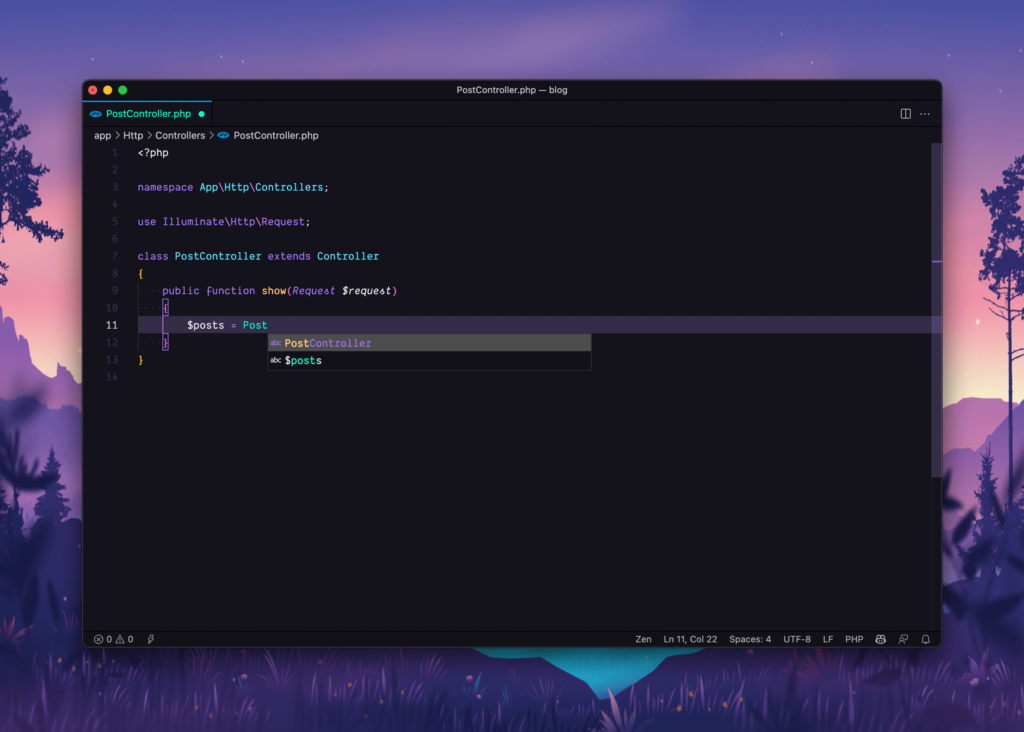 PostController.php — blog
PostController.php
app > Http > Controllers > PostController.php
1 <?php
2
3 namespace App\Http\Controllers;
4
5 use Illuminate\Http\Request;
6
7 class PostController extends Controller
8 {
9 ····public function show(Request $request)
10 ····{
11 $posts = Post
abc PostController
12 ····}
abc $posts
13 }
14
0 0 Zen Ln 11, Col 22 Spaces: 4 UTF-8 LF PHP